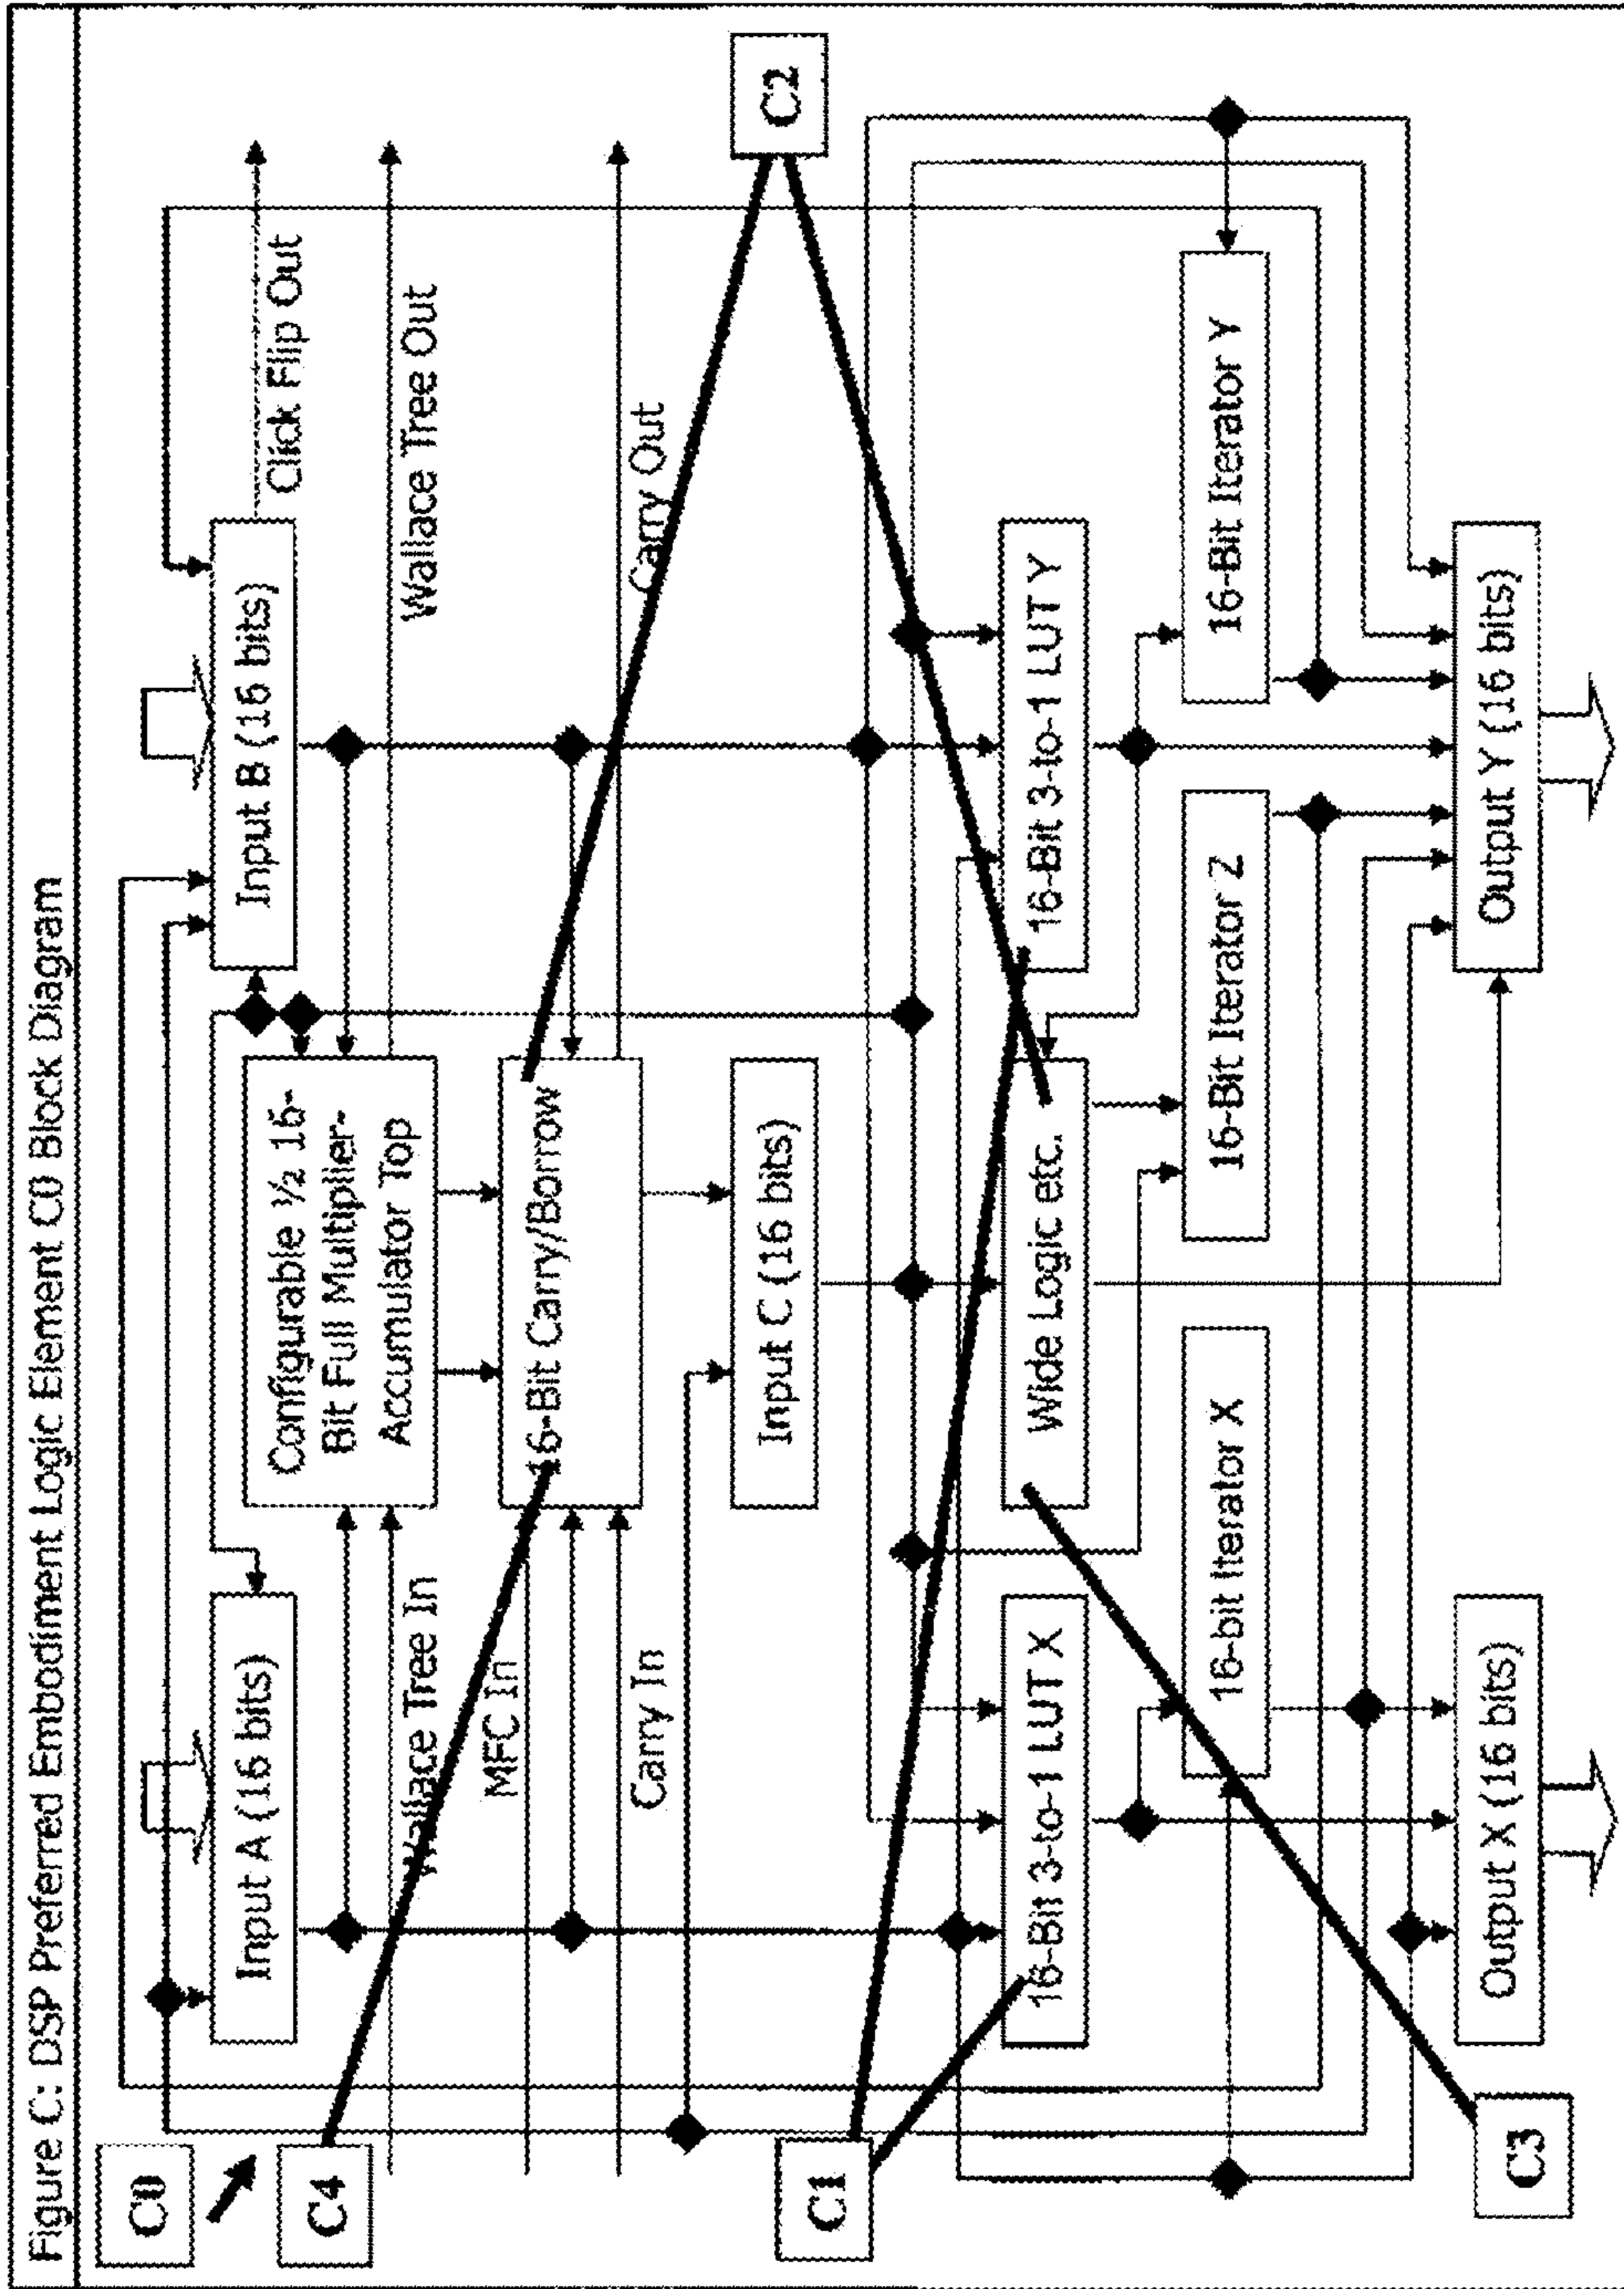 Figure C: DSP Preferred Embodiment Logic Element C0 Block Diagram
C0
C4
Input A (16 bits)
Configurable ½ 16-
Bit Full Multiplier-
Accumulator Top
Input B (16 bits)
Click Flip Out
Wallace Tree In
Wallace Tree Out
MFC In
16-Bit Carry/Borrow
Carry In
Carry Out
Input C (16 bits)
C2
C1
16-Bit 3-to-1 LUT X
Wide Logic etc.
16-Bit 3-to-1 LUT Y
16-bit Iterator X
16-Bit Iterator Z
16-Bit Iterator Y
C3
Output X (16 bits)
Output Y (16 bits)